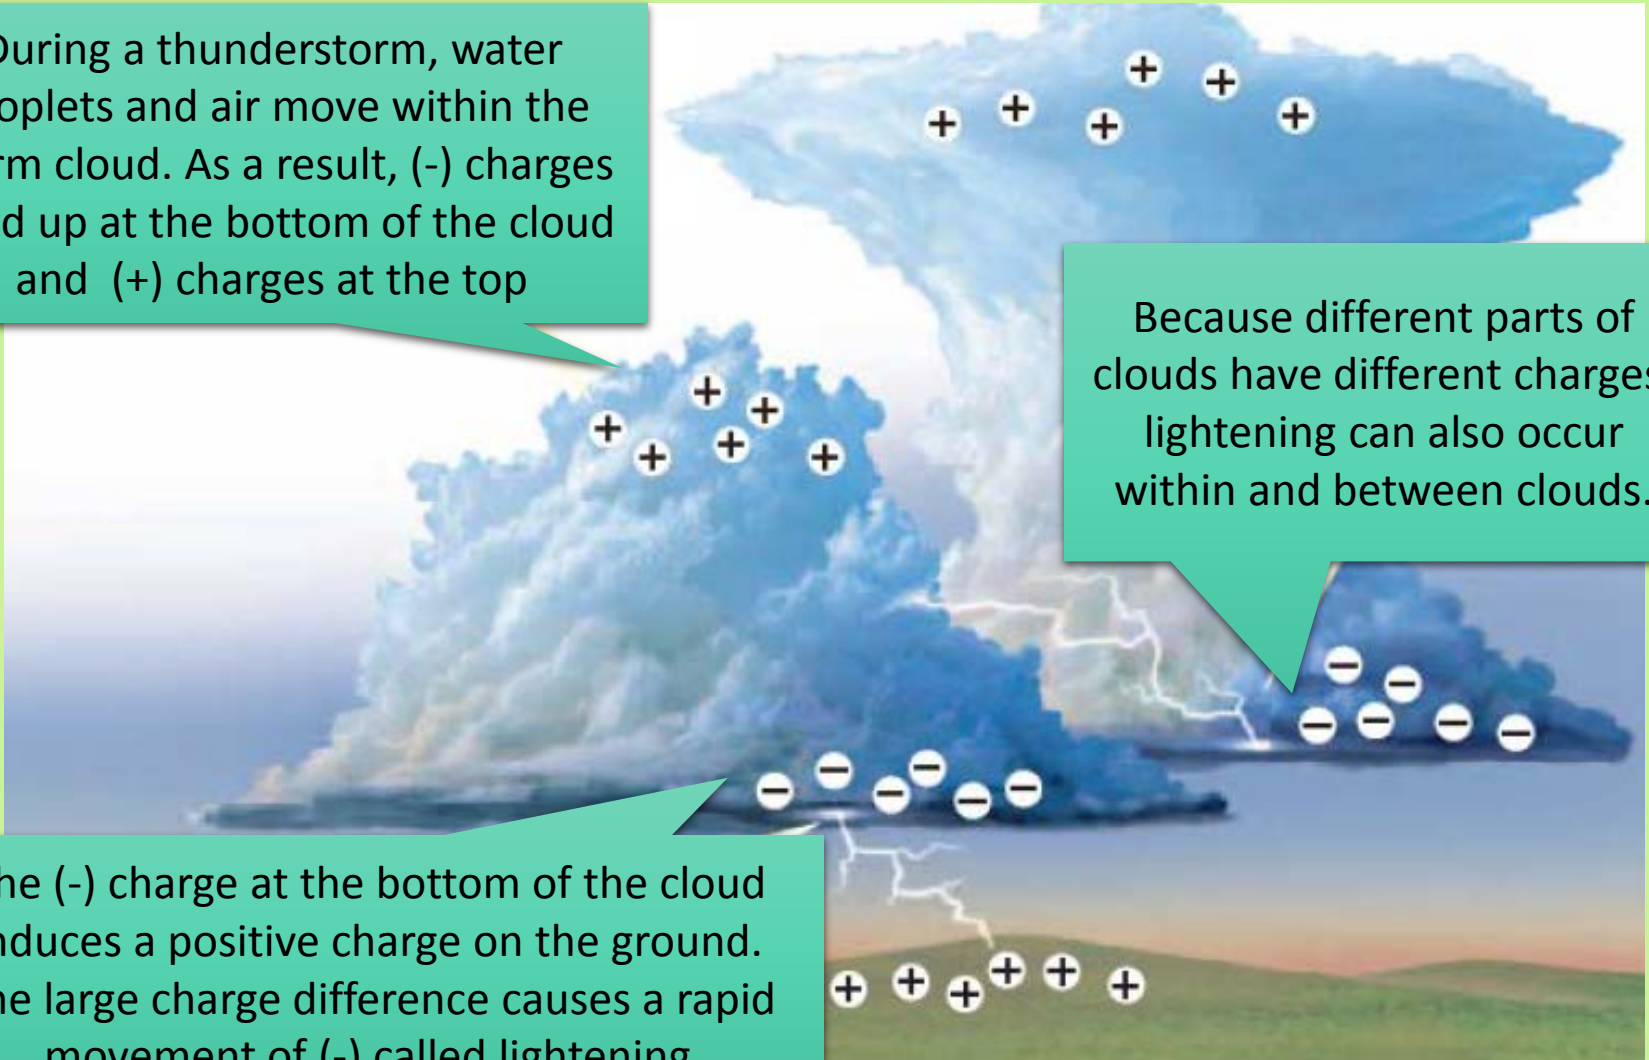 During a thunderstorm, water
oplets and air move within the
rm cloud. As a result, (-) charges
d up at the bottom of the cloud
and (+) charges at the top
Because different parts of
clouds have different charges
lightening can also occur
within and between clouds.
he (-) charge at the bottom of the cloud
nduces a positive charge on the ground.
he large charge difference causes a rapid
movement of (-) called lightening